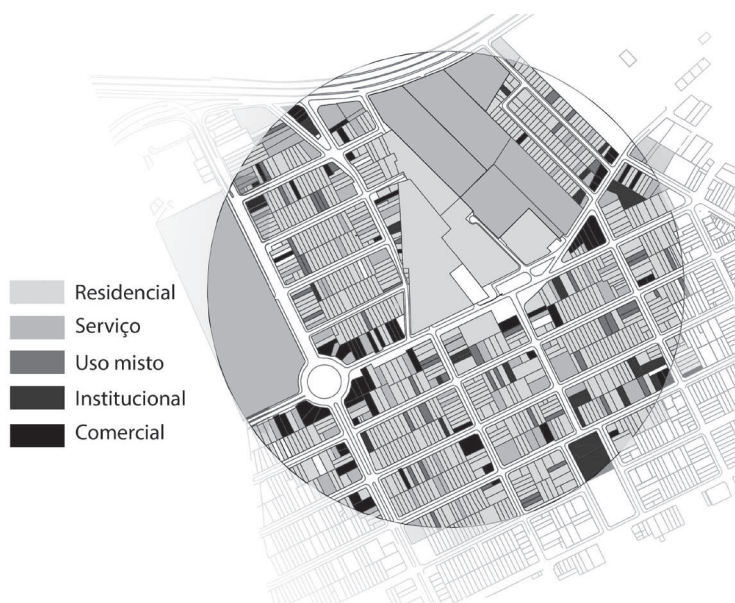 Residencial
Serviço
Uso misto
Institucional
Comercial